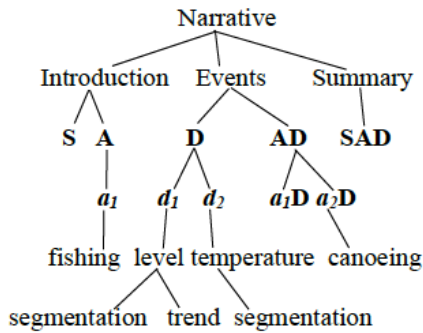 Narrative
Introduction Events Summary
S A D AD SAD
a₁ d₁ d₂ a₁D a₂D
fishing level temperature canoeing
segmentation trend segmentation